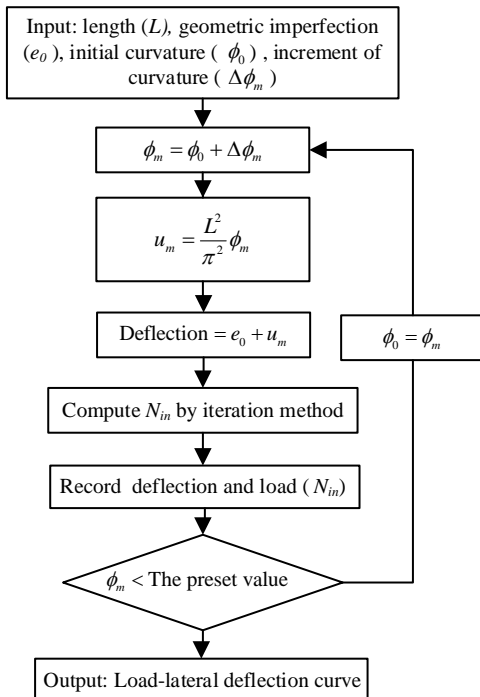 Input: length (L), geometric imperfection
(e₀), initial curvature ( ϕ₀) , increment of
curvature ( Δϕₘ )
ϕₘ = ϕ₀ + Δϕₘ
uₘ = L²/π² ϕₘ
Deflection = e₀ + uₘ
ϕ₀ = ϕₘ
Compute Nᵢₙ by iteration method
Record deflection and load ( Nᵢₙ)
ϕₘ < The preset value
Output: Load-lateral deflection curve